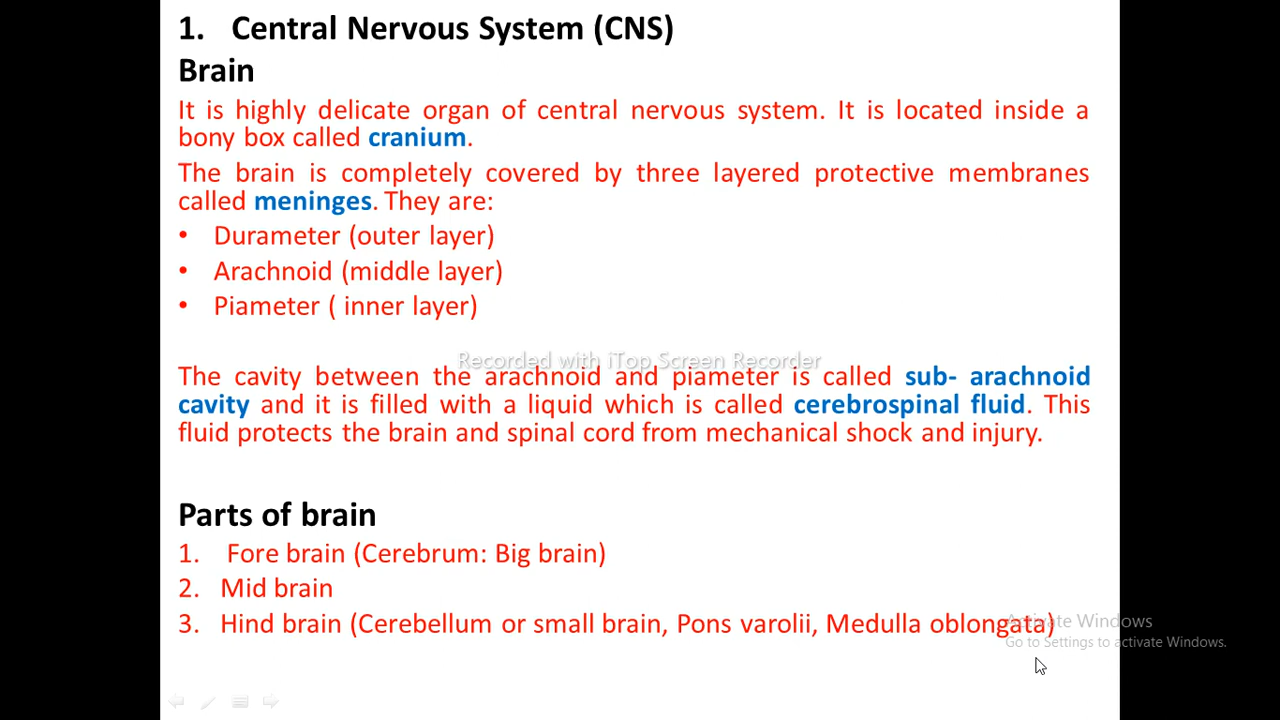 1. Central Nervous System (CNS)
Brain
It is highly delicate organ of central nervous system. It is located inside a
bony box called cranium.
The brain is completely covered by three layered protective membranes
called meninges. They are:
• Durameter (outer layer)
• Arachnoid (middle layer)
• Piameter ( inner layer)
Recorded with iTop Screen Recorder
The cavity between the arachnoid and piameter is called sub- arachnoid
cavity and it is filled with a liquid which is called cerebrospinal fluid. This
fluid protects the brain and spinal cord from mechanical shock and injury.
Parts of brain
1. Fore brain (Cerebrum: Big brain)
2. Mid brain
3. Hind brain (Cerebellum or small brain, Pons varolii, Medulla oblongata)
Activate Windows
Go to Settings to activate Windows.